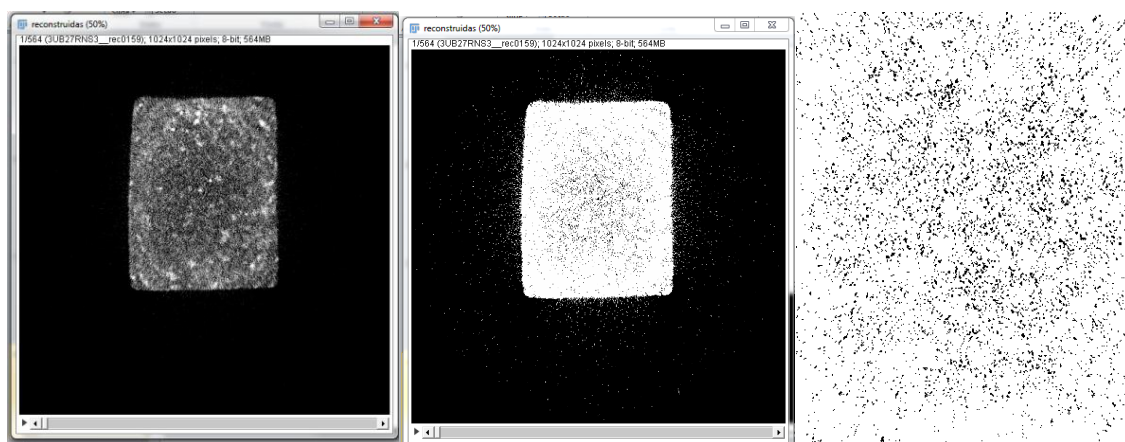 reconstruidas (50%)
1/564 (3UB27RNS3__rec0159); 1024x1024 pixels; 8-bit; 564MB
reconstruidas (50%)
1/564 (3UB27RNS3__rec0159); 1024x1024 pixels; 8-bit; 564MB